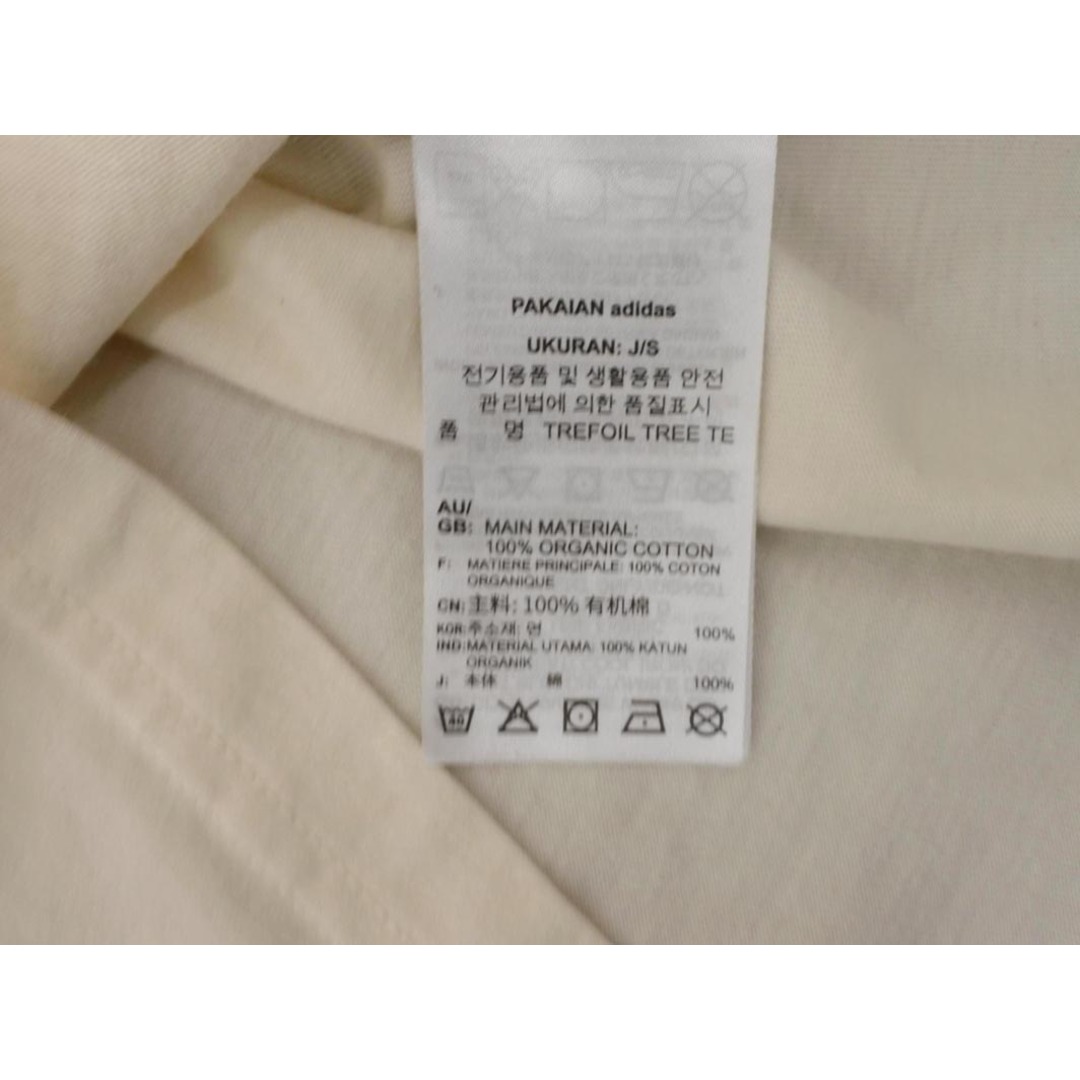 PAKAIAN adidas
UKURAN: J/S
전기용품 및 생활용품 안전
관리법에 의한 품질표시
품 명 TREFOIL TREE TE
AU/
GB: MAIN MATERIAL:
100% ORGANIC COTTON
F: MATIERE PRINCIPALE: 100% COTON
ORGANIQUE
CN: 主料: 100% 有机棉
KOR: 주소재: 면 100%
IND: MATERIAL UTAMA: 100% KATUN
ORGANIK
J: 本体 綿 100%
40